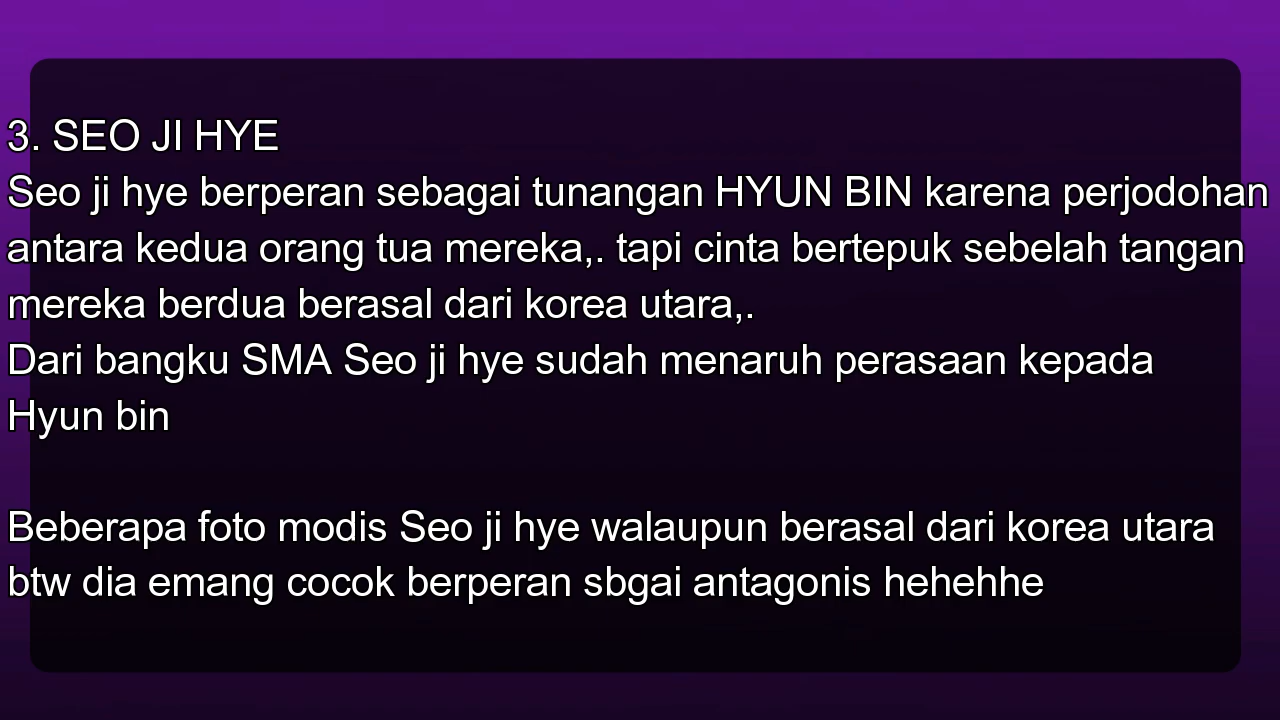 3. SEO JI HYE
Seo ji hye berperan sebagai tunangan HYUN BIN karena perjodohan
antara kedua orang tua mereka,. tapi cinta bertepuk sebelah tangan
mereka berdua berasal dari korea utara,.
Dari bangku SMA Seo ji hye sudah menaruh perasaan kepada
Hyun bin
Beberapa foto modis Seo ji hye walaupun berasal dari korea utara
btw dia emang cocok berperan sbgai antagonis hehehhe